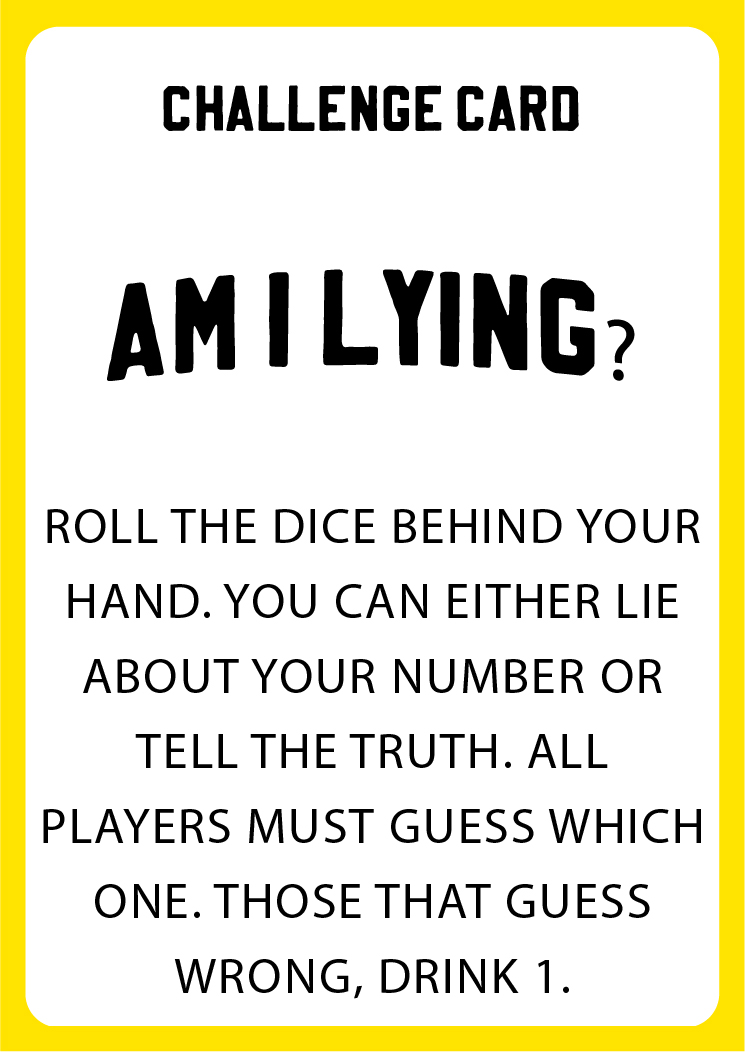 CHALLENGE CARD
AM I LYING?
ROLL THE DICE BEHIND YOUR
HAND. YOU CAN EITHER LIE
ABOUT YOUR NUMBER OR
TELL THE TRUTH. ALL
PLAYERS MUST GUESS WHICH
ONE. THOSE THAT GUESS
WRONG, DRINK 1.